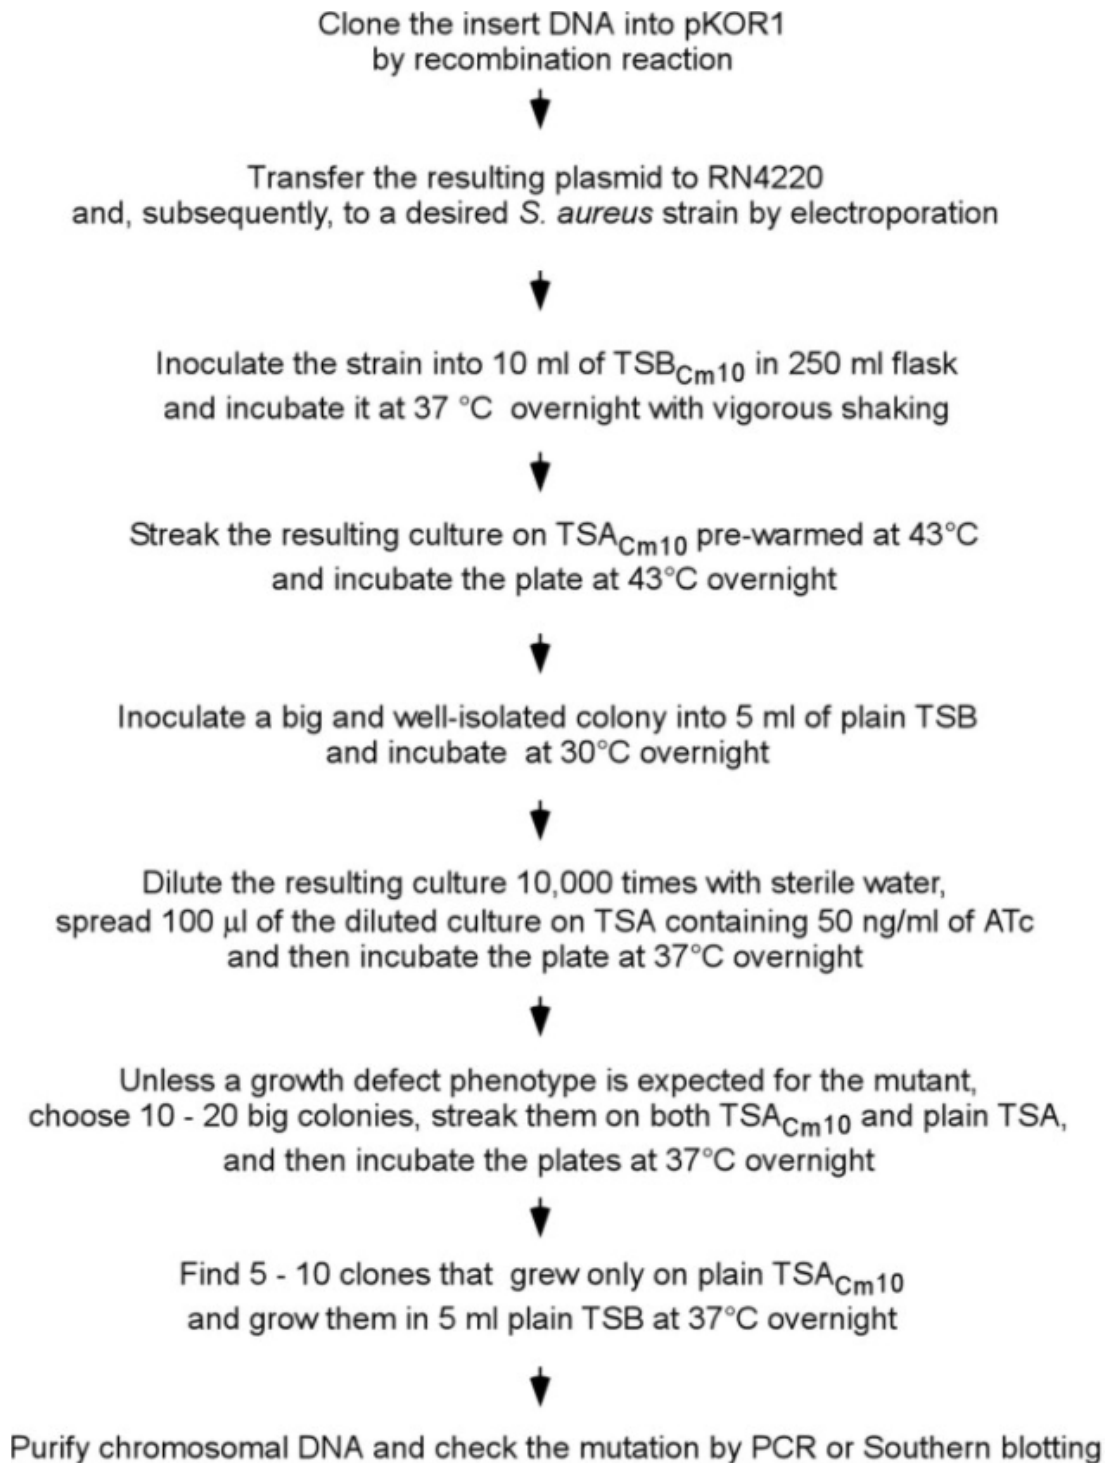 Clone the insert DNA into pKOR1
by recombination reaction
Transfer the resulting plasmid to RN4220
and, subsequently, to a desired S. aureus strain by electroporation
Inoculate the strain into 10 ml of TSBCm10 in 250 ml flask
and incubate it at 37 °C overnight with vigorous shaking
Streak the resulting culture on TSACm10 pre-warmed at 43°C
and incubate the plate at 43°C overnight
Inoculate a big and well-isolated colony into 5 ml of plain TSB
and incubate at 30°C overnight
Dilute the resulting culture 10,000 times with sterile water,
spread 100 µl of the diluted culture on TSA containing 50 ng/ml of ATc
and then incubate the plate at 37°C overnight
Unless a growth defect phenotype is expected for the mutant,
choose 10 - 20 big colonies, streak them on both TSACm10 and plain TSA,
and then incubate the plates at 37°C overnight
Find 5 - 10 clones that grew only on plain TSACm10
and grow them in 5 ml plain TSB at 37°C overnight
Purify chromosomal DNA and check the mutation by PCR or Southern blotting